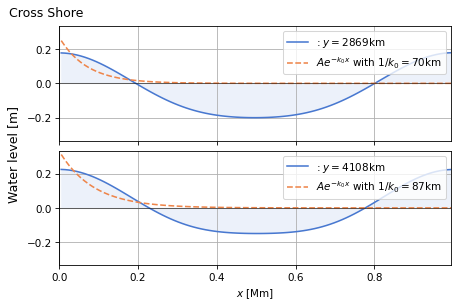 Cross Shore
0.2
0.0
−0.2
: y = 2869km
Ae^{−k₀x} with 1/k₀ = 70km
Water level [m]
0.2
0.0
−0.2
: y = 4108km
Ae^{−k₀x} with 1/k₀ = 87km
0.0 0.2 0.4 0.6 0.8
x [Mm]